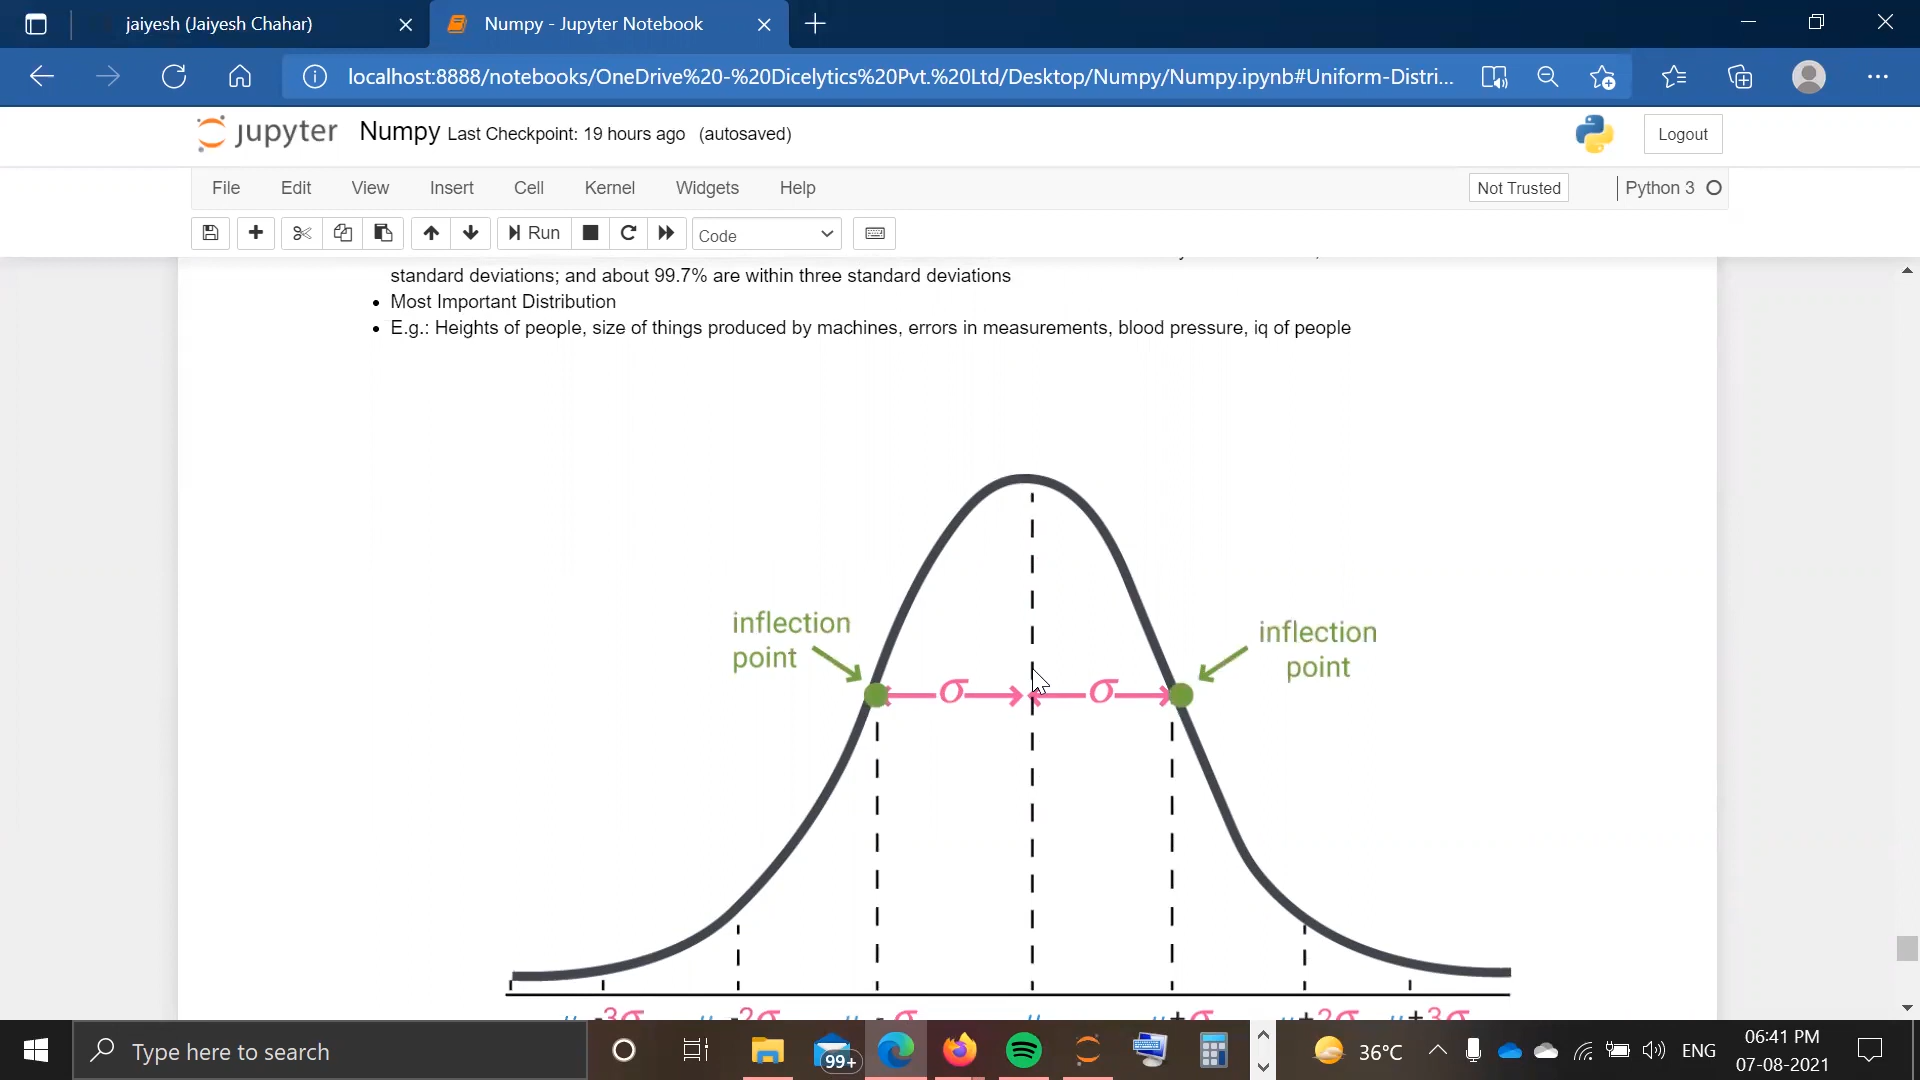 jaiyesh (Jaiyesh Chahar)
Numpy - Jupyter Notebook
localhost:8888/notebooks/OneDrive%20-%20Dicelytics%20Pvt.%20Ltd/Desktop/Numpy/Numpy.ipynb#Uniform-Distri...
jupyter Numpy Last Checkpoint: 19 hours ago (autosaved)
Logout
File Edit View Insert Cell Kernel Widgets Help
Not Trusted
Python 3
Run
Code
standard deviations; and about 99.7% are within three standard deviations
• Most Important Distribution
• E.g.: Heights of people, size of things produced by machines, errors in measurements, blood pressure, iq of people
inflection
point
inflection
point
σ σ
Type here to search
99+
36°C
ENG
06:41 PM
07-08-2021